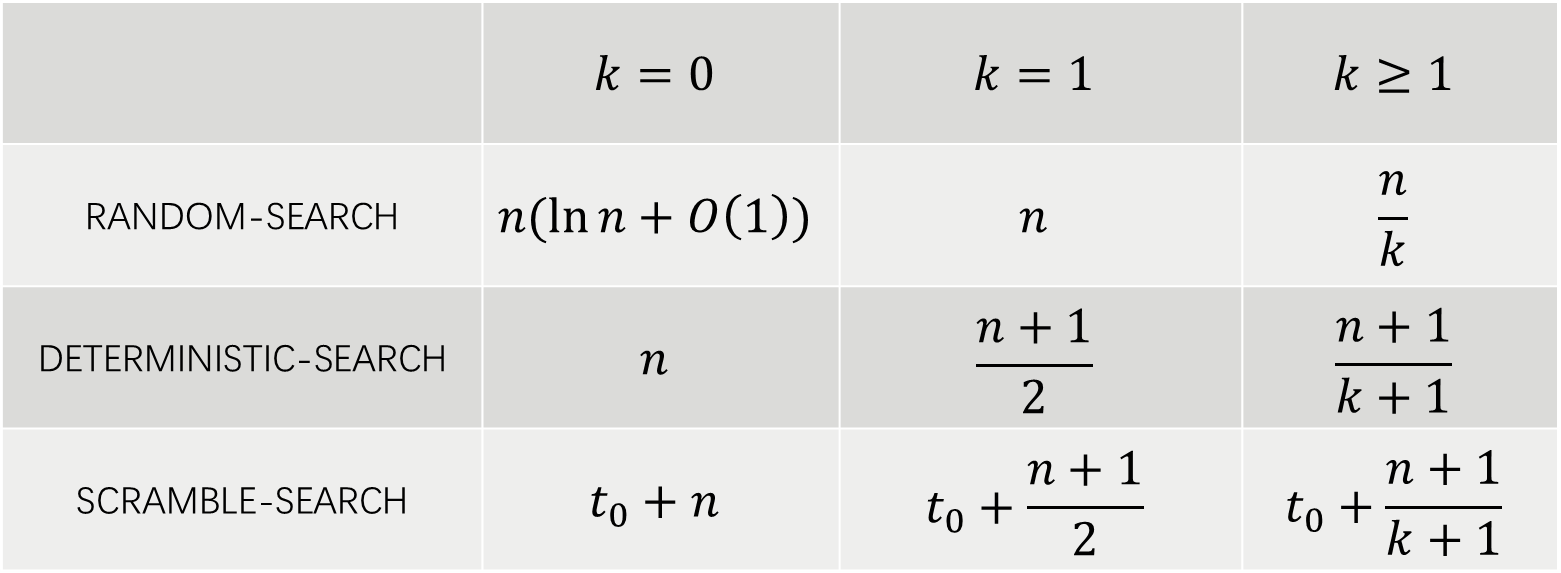 k = 0 k = 1 k ≥ 1
RANDOM-SEARCH n(ln n + O(1)) n n/k
DETERMINISTIC-SEARCH n (n + 1)/2 (n + 1)/(k + 1)
SCRAMBLE-SEARCH t₀ + n t₀ + (n + 1)/2 t₀ + (n + 1)/(k + 1)